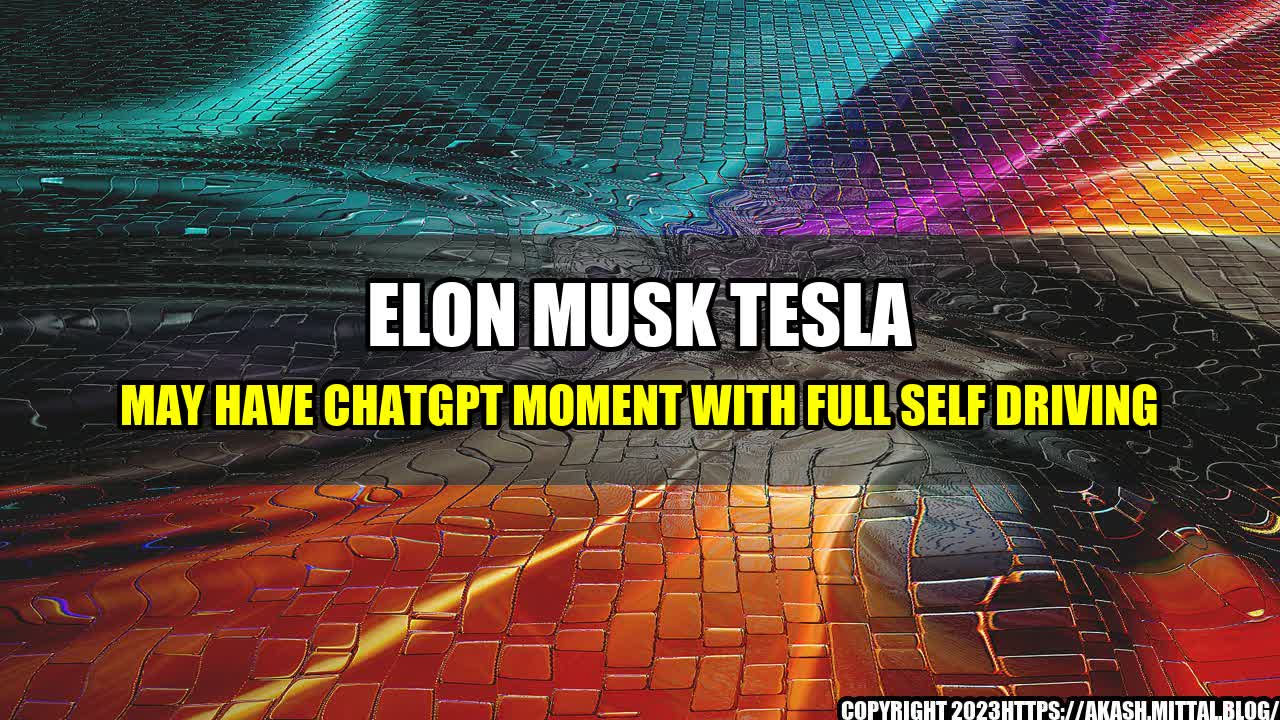 ELON MUSK TESLA
MAY HAVE CHATGPT MOMENT WITH FULL SELF DRIVING
COPYRIGHT 2023HTTPS://AKASH.MITTAL.BLOG/